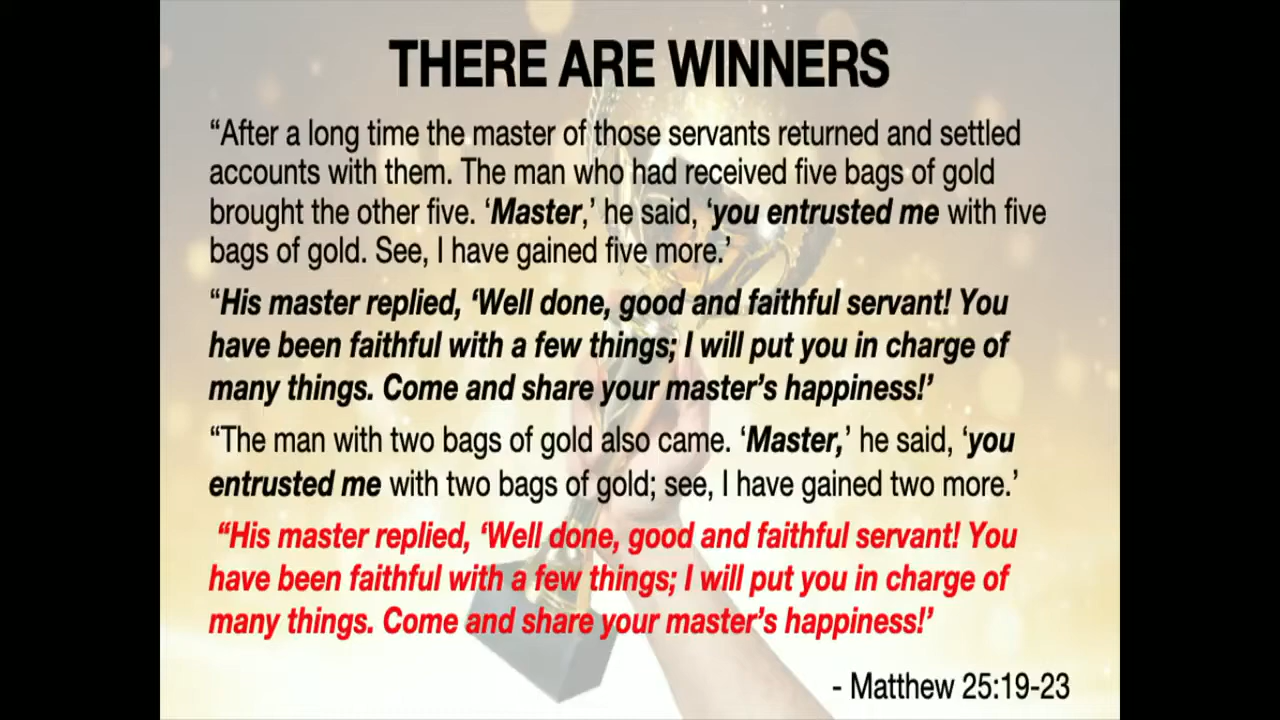 THERE ARE WINNERS
“After a long time the master of those servants returned and settled
accounts with them. The man who had received five bags of gold
brought the other five. ‘Master,’ he said, ‘you entrusted me with five
bags of gold. See, I have gained five more.’
“His master replied, ‘Well done, good and faithful servant! You
have been faithful with a few things; I will put you in charge of
many things. Come and share your master’s happiness!’
“The man with two bags of gold also came. ‘Master,’ he said, ‘you
entrusted me with two bags of gold; see, I have gained two more.’
“His master replied, ‘Well done, good and faithful servant! You
have been faithful with a few things; I will put you in charge of
many things. Come and share your master’s happiness!’
- Matthew 25:19-23